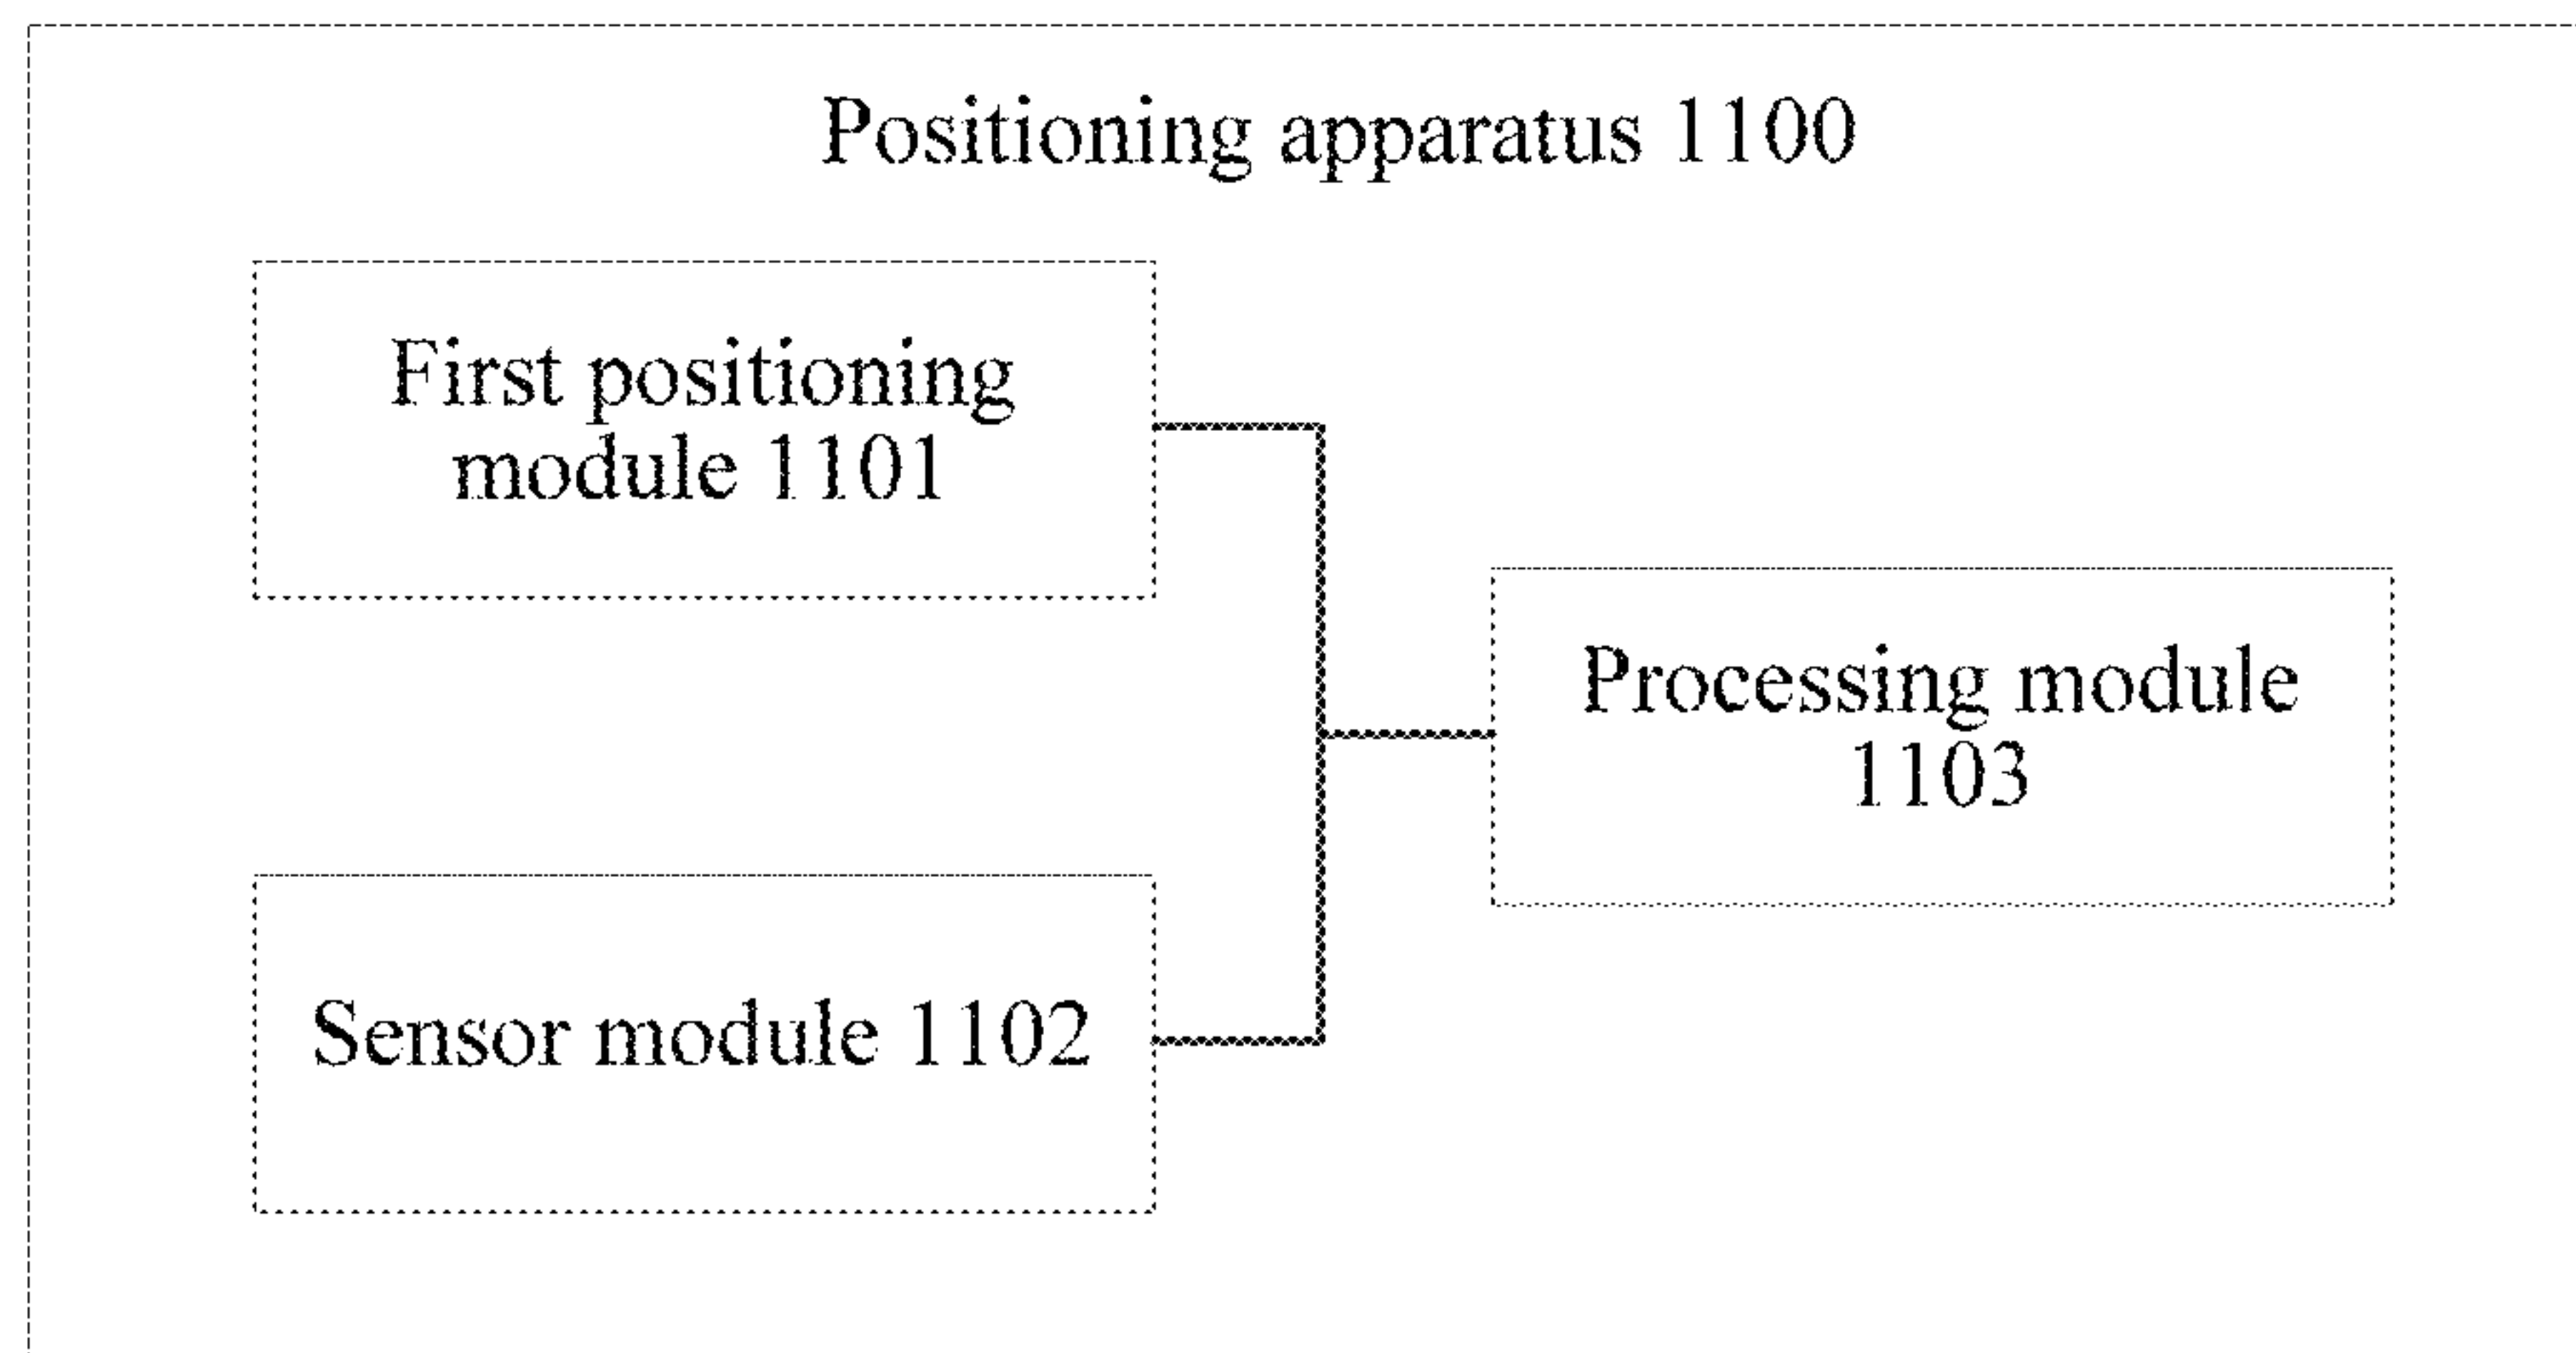 Positioning apparatus 1100
First positioning
module 1101
Processing module
1103
Sensor module 1102